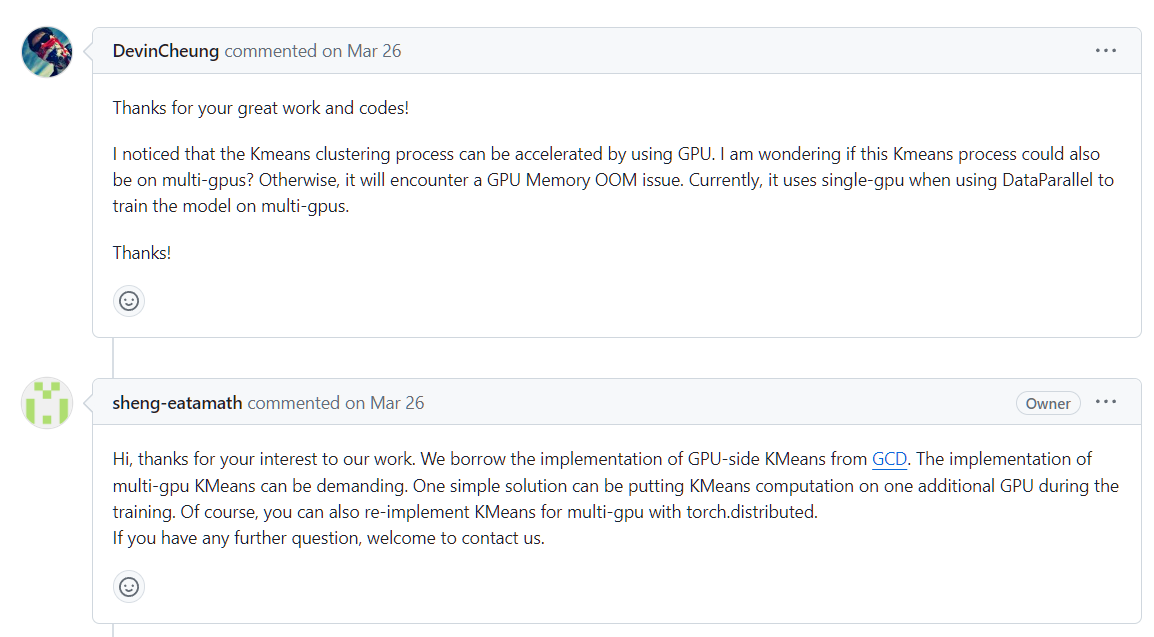 DevinCheung commented on Mar 26
Thanks for your great work and codes!
I noticed that the Kmeans clustering process can be accelerated by using GPU. I am wondering if this Kmeans process could also
be on multi-gpus? Otherwise, it will encounter a GPU Memory OOM issue. Currently, it uses single-gpu when using DataParallel to
train the model on multi-gpus.
Thanks!
sheng-eatamath commented on Mar 26
Owner
Hi, thanks for your interest to our work. We borrow the implementation of GPU-side KMeans from GCD. The implementation of
multi-gpu KMeans can be demanding. One simple solution can be putting KMeans computation on one additional GPU during the
training. Of course, you can also re-implement KMeans for multi-gpu with torch.distributed.
If you have any further question, welcome to contact us.